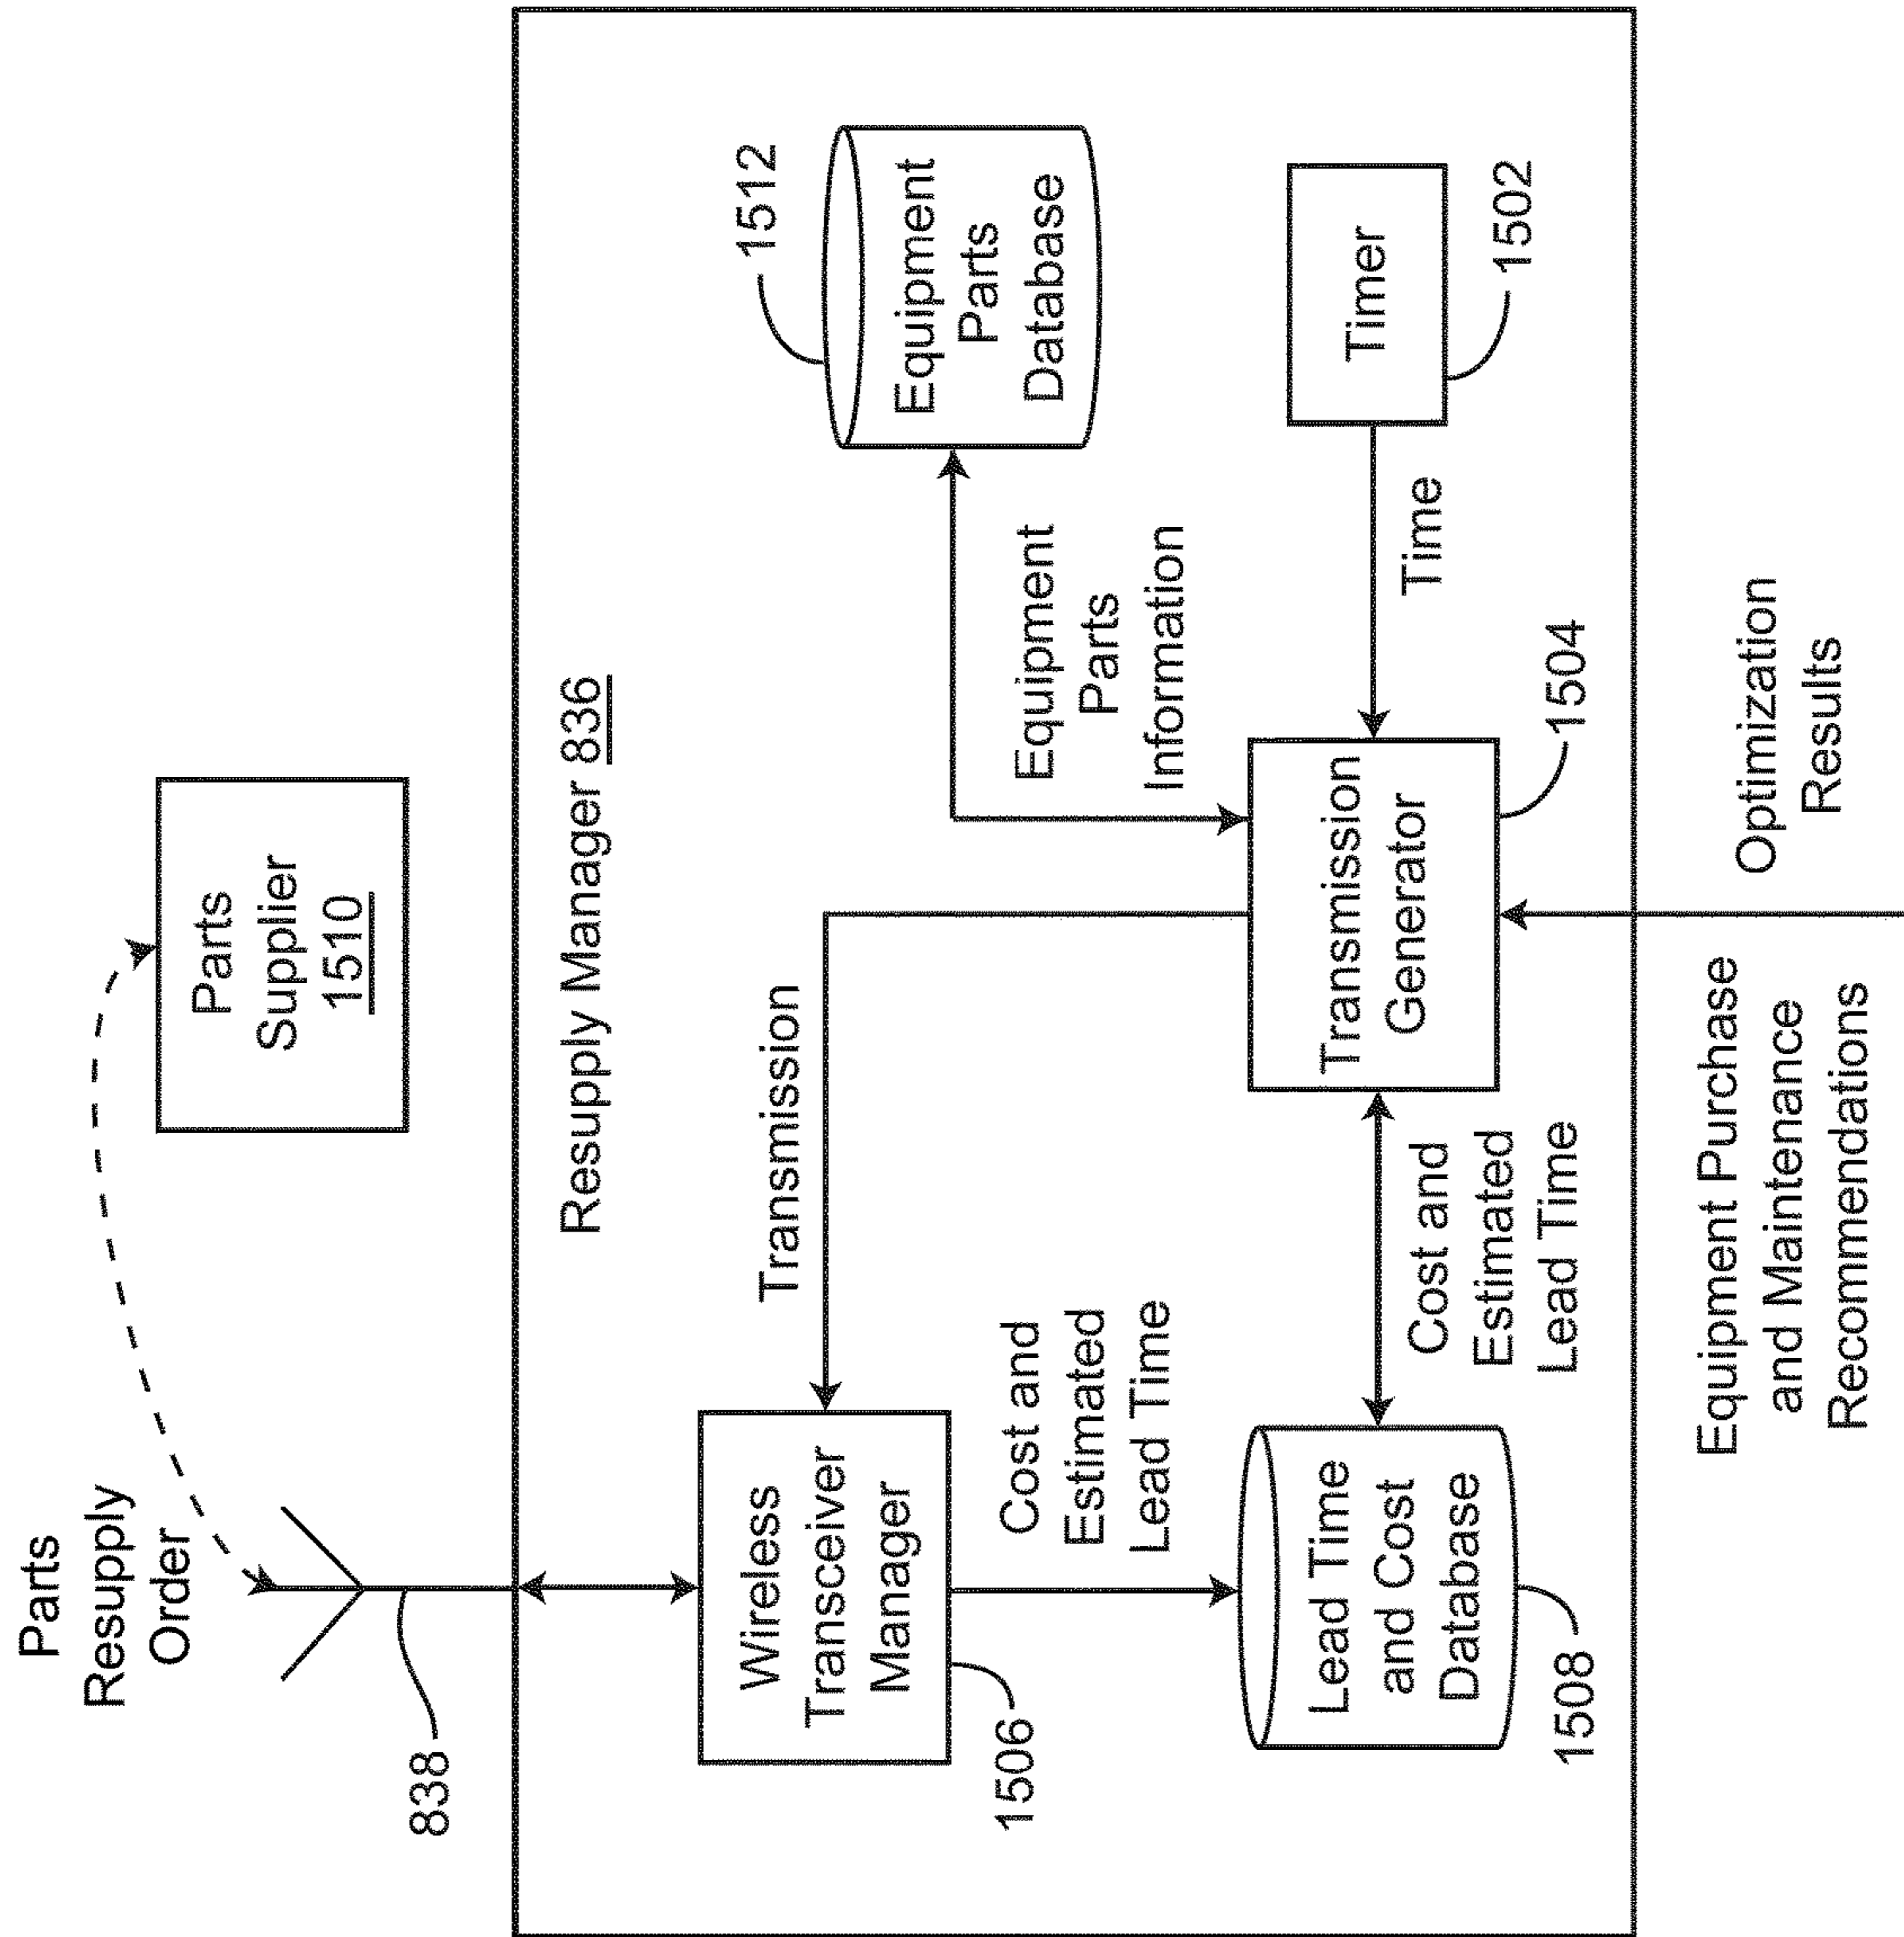 Parts
Resupply
Order
Parts
Supplier
1510
838
Resupply Manager 836
Transmission
1512
Wireless
Transceiver
Manager
1506
Equipment
Parts
Database
Cost and
Estimated
Lead Time
Equipment
Parts
Information
Lead Time
and Cost
Database
1508
Cost and
Estimated
Lead Time
Transmission
Generator
1504
Time
Timer
1502
Equipment Purchase
and Maintenance
Recommendations
Optimization
Results